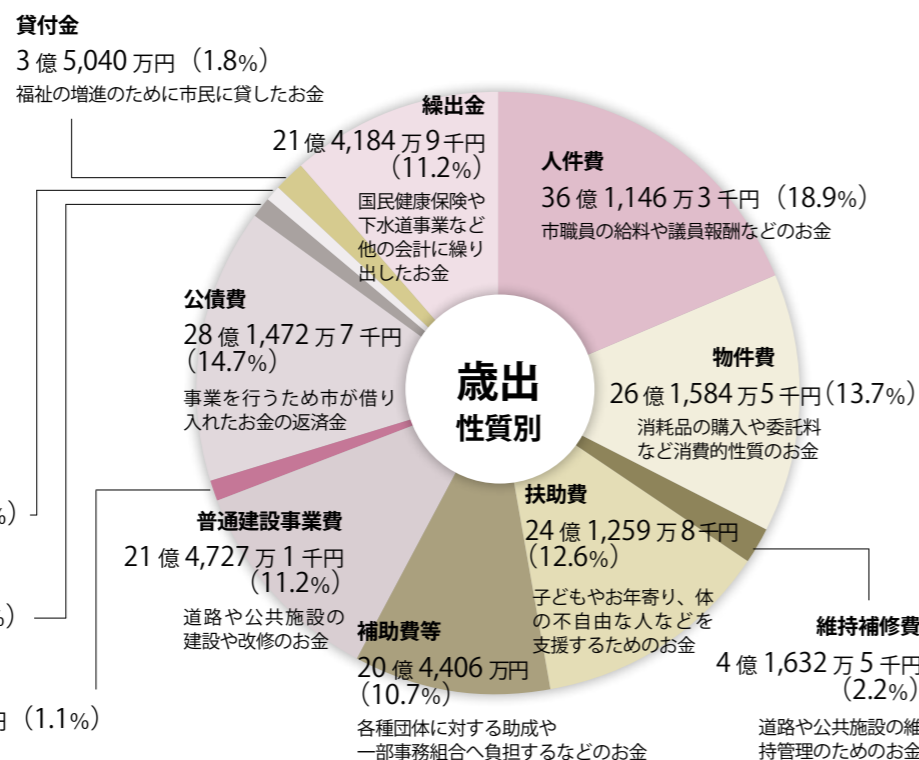 貸付金
3億5,040万円（1.8%）
福祉の増進のために市民に貸したお金
繰出金
21億4,184万9千円
（11.2%）
国民健康保険や
下水道事業など
他の会計に繰り
出したお金
人件費
36億1,146万3千円（18.9%）
市職員の給料や議員報酬などのお金
公債費
28億1,472万7千円
（14.7%）
事業を行うため市が借り
入れたお金の返済金
歳出
性質別
物件費
26億1,584万5千円（13.7%）
消耗品の購入や委託料
など消費的性質のお金
%）
扶助費
24億1,259万8千円
（12.6%）
子どもやお年寄り、体
の不自由な人などを
支援するためのお金
普通建設事業費
21億4,727万1千円
（11.2%）
道路や公共施設の
建設や改修のお金
%）
補助費等
20億4,406万円
（10.7%）
各種団体に対する助成や
一部事務組合へ負担するなどのお金
維持補修費
4億1,632万5千円
（2.2%）
道路や公共施設の維
持管理のためのお金
円（1.1%）